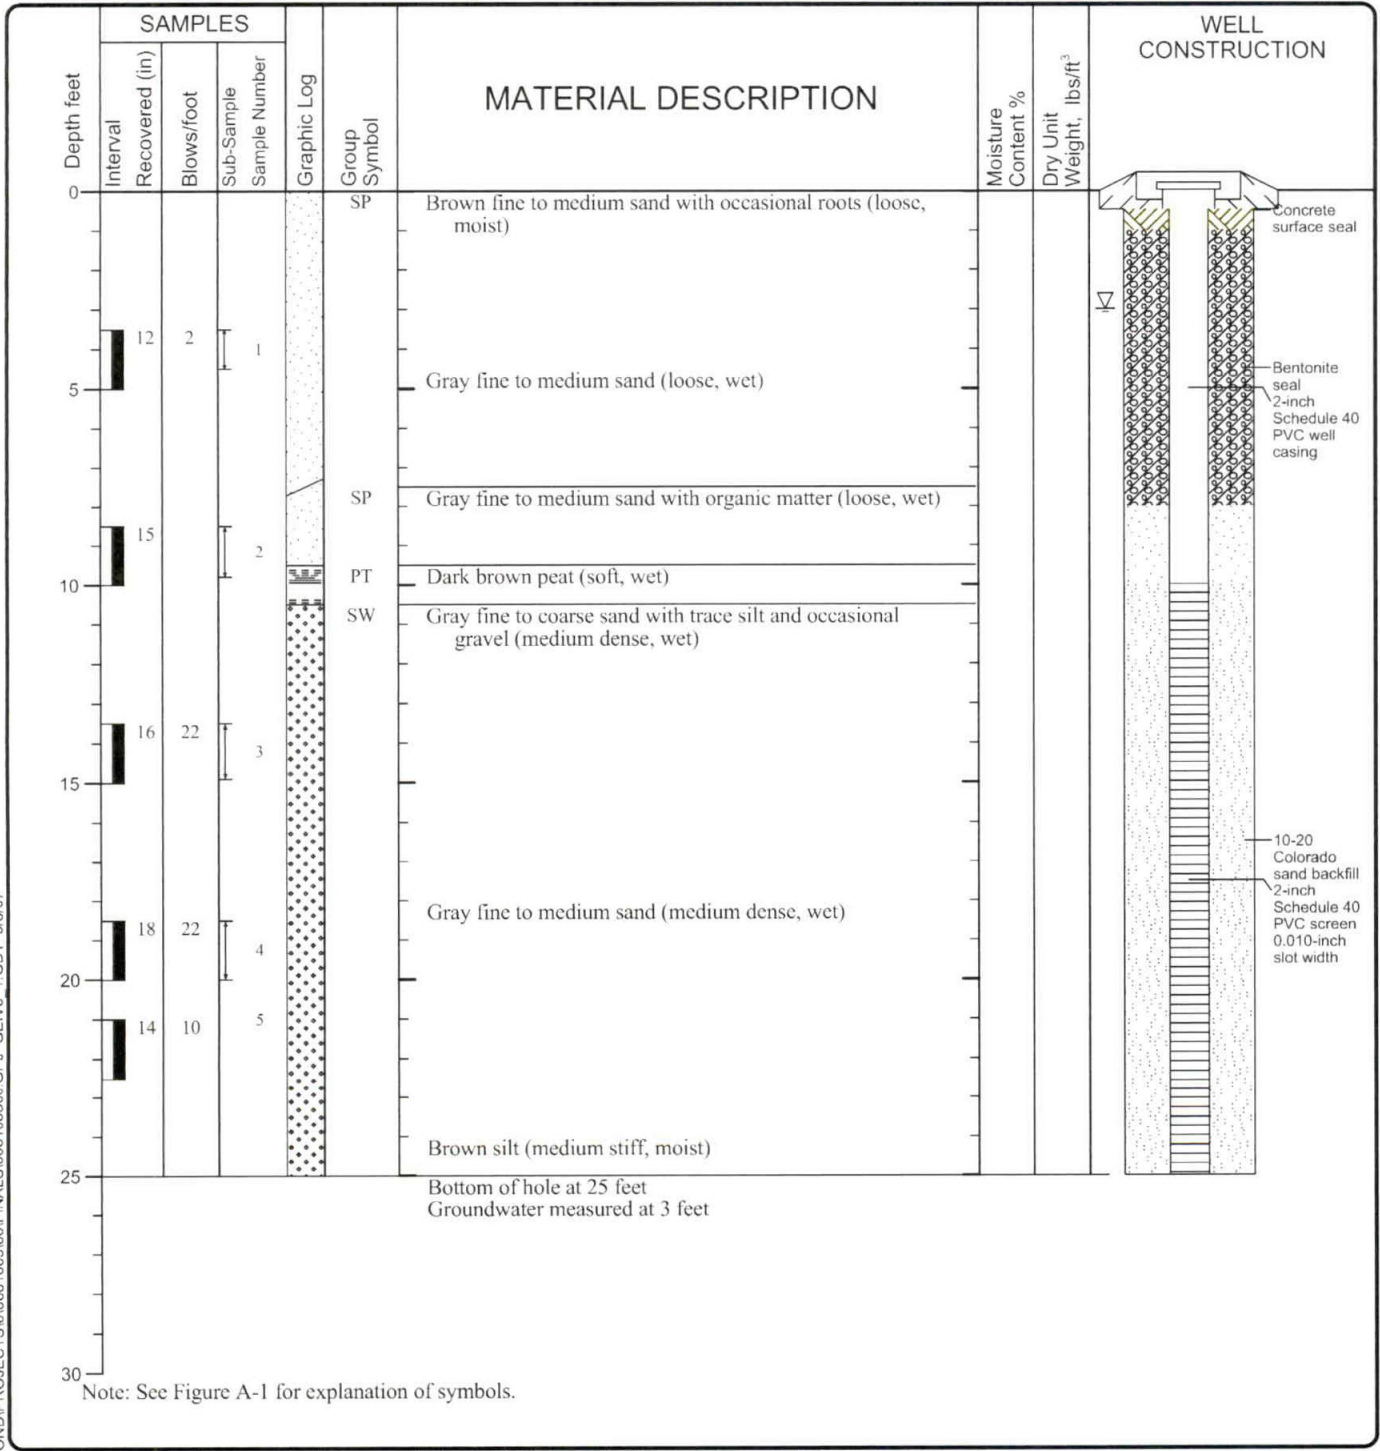 SAMPLES
Depth feet
Interval
Recovered (in)
Blows/foot
Sub-Sample
Sample Number
Graphic Log
Group
Symbol
MATERIAL DESCRIPTION
Moisture
Content %
Dry Unit
Weight, lbs/ft³
WELL
CONSTRUCTION
0
SP
Brown fine to medium sand with occasional roots (loose,
moist)
Concrete
surface seal
12
2
1
5
Gray fine to medium sand (loose, wet)
Bentonite
seal
2-inch
Schedule 40
PVC well
casing
SP
Gray fine to medium sand with organic matter (loose, wet)
15
2
10
PT
Dark brown peat (soft, wet)
SW
Gray fine to coarse sand with trace silt and occasional
gravel (medium dense, wet)
16
22
3
15
10-20
Colorado
sand backfill
2-inch
Schedule 40
PVC screen
0.010-inch
slot width
Gray fine to medium sand (medium dense, wet)
18
22
4
20
14
10
5
Brown silt (medium stiff, moist)
25
Bottom of hole at 25 feet
Groundwater measured at 3 feet
30
Note: See Figure A-1 for explanation of symbols.